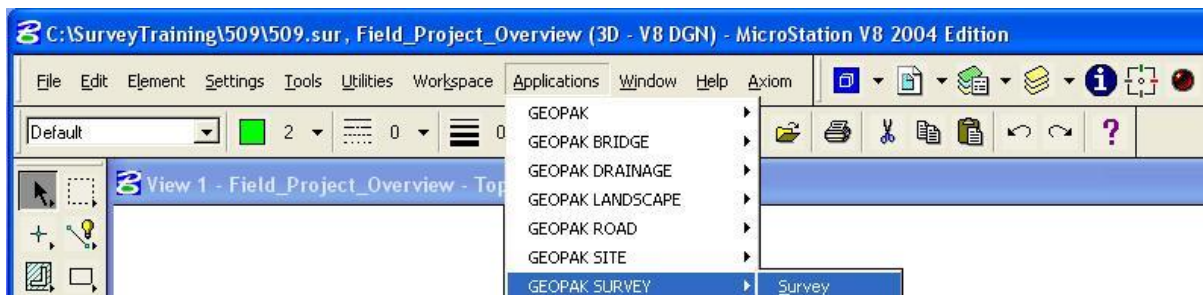 C:\SurveyTraining\509\509.sur, Field_Project_Overview (3D - V8 DGN) - MicroStation V8 2004 Edition
File Edit Element Settings Tools Utilities Workspace Applications Window Help Axiom
Default 2 0 0
View 1 - Field_Project_Overview - Top
GEOPAK
GEOPAK BRIDGE
GEOPAK DRAINAGE
GEOPAK LANDSCAPE
GEOPAK ROAD
GEOPAK SITE
GEOPAK SURVEY Survey